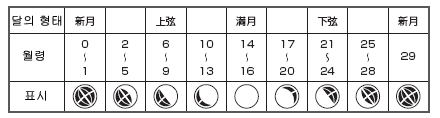 달의 형태 新月 上弦 満月 下弦 新月
월령 0~1 2~5 6~9 10~13 14~16 17~20 21~24 25~28 29
표시